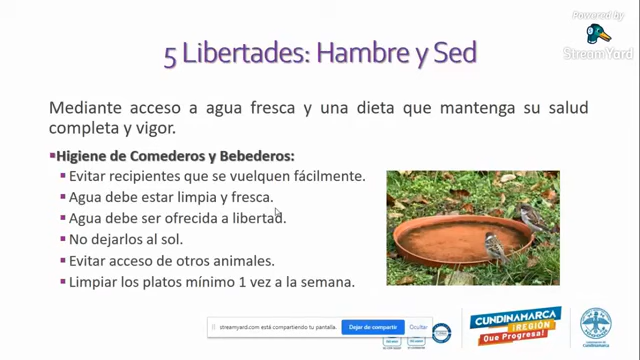 Powered by
StreamYard
5 Libertades: Hambre y Sed
Mediante acceso a agua fresca y una dieta que mantenga su salud
completa y vigor.
Higiene de Comederos y Bebederos:
Evitar recipientes que se vuelquen fácilmente.
Agua debe estar limpia y fresca.
Agua debe ser ofrecida a libertad.
No dejarlos al sol.
Evitar acceso de otros animales.
Limpiar los platos mínimo 1 vez a la semana.
streamyard.com está compartiendo tu pantalla.
Dejar de compartir
Ocultar
CUNDINAMARCA
¡REGIÓN
Que Progresa!
Cundinamarca